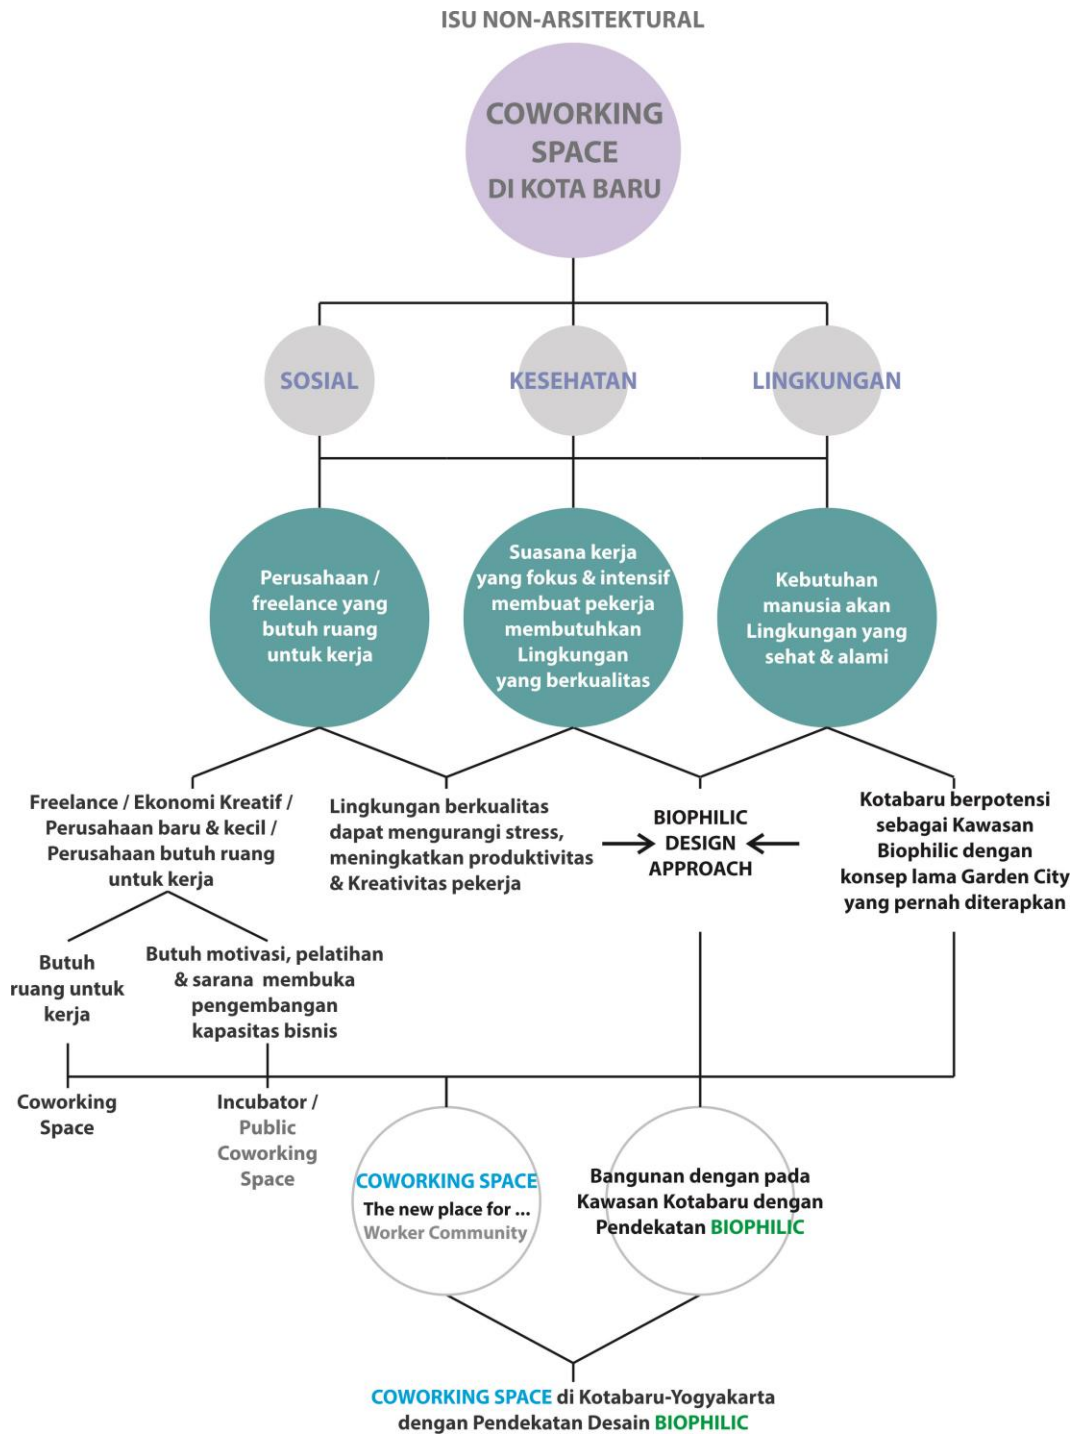 ISU NON-ARSITEKTURAL
COWORKING
SPACE
DI KOTA BARU
SOSIAL
KESEHATAN
LINGKUNGAN
Perusahaan /
freelance yang
butuh ruang
untuk kerja
Suasana kerja
yang fokus & intensif
membuat pekerja
membutuhkan
Lingkungan
yang berkualitas
Kebutuhan
manusia akan
Lingkungan yang
sehat & alami
Freelance / Ekonomi Kreatif /
Perusahaan baru & kecil /
Perusahaan butuh ruang
untuk kerja
Lingkungan berkualitas
dapat mengurangi stress,
meningkatkan produktivitas
& Kreativitas pekerja
BIOPHILIC
DESIGN
APPROACH
Kotabaru berpotensi
sebagai Kawasan
Biophilic dengan
konsep lama Garden City
yang pernah diterapkan
Butuh
ruang untuk
kerja
Butuh motivasi, pelatihan
& sarana membuka
pengembangan
kapasitas bisnis
Coworking
Space
Incubator /
Public
Coworking
Space
COWORKING SPACE
The new place for ...
Worker Community
Bangunan dengan pada
Kawasan Kotabaru dengan
Pendekatan BIOPHILIC
COWORKING SPACE di Kotabaru-Yogyakarta
dengan Pendekatan Desain BIOPHILIC